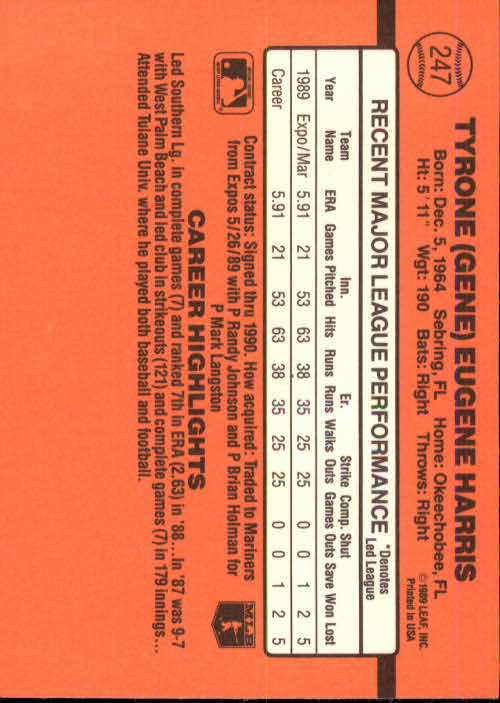 247
TYRONE (GENE) EUGENE HARRIS
Born: Dec. 5, 1964 Sebring, FL Home: Okeechobee, FL
Ht: 5'11" Wgt: 190 Bats: Right Throws: Right
© 1989 LEAF, INC.
Printed in USA
RECENT MAJOR LEAGUE PERFORMANCE *Denotes
Led League
Team Inn. Er. Strike Comp. Shut
Year Name ERA Games Pitched Hits Runs Runs Walks Outs Games Outs Save Won Lost
1989 Expo/Mar 5.91 21 53 63 38 35 25 25 0 0 1 2 5
Career 5.91 21 53 63 38 35 25 25 0 0 1 2 5
Contract status: Signed thru 1990. How acquired: Traded to Mariners
from Expos 5/26/89 with P Randy Johnson and P Brian Holman for
P Mark Langston
MLB
CAREER HIGHLIGHTS
Led Southern Lg. in complete games (7) and ranked 7th in ERA (2.63) in '88...In '87 was 9-7
with West Palm Beach and led club in strikeouts (121) and complete games (7) in 179 innings...
Attended Tulane Univ. where he played both baseball and football.